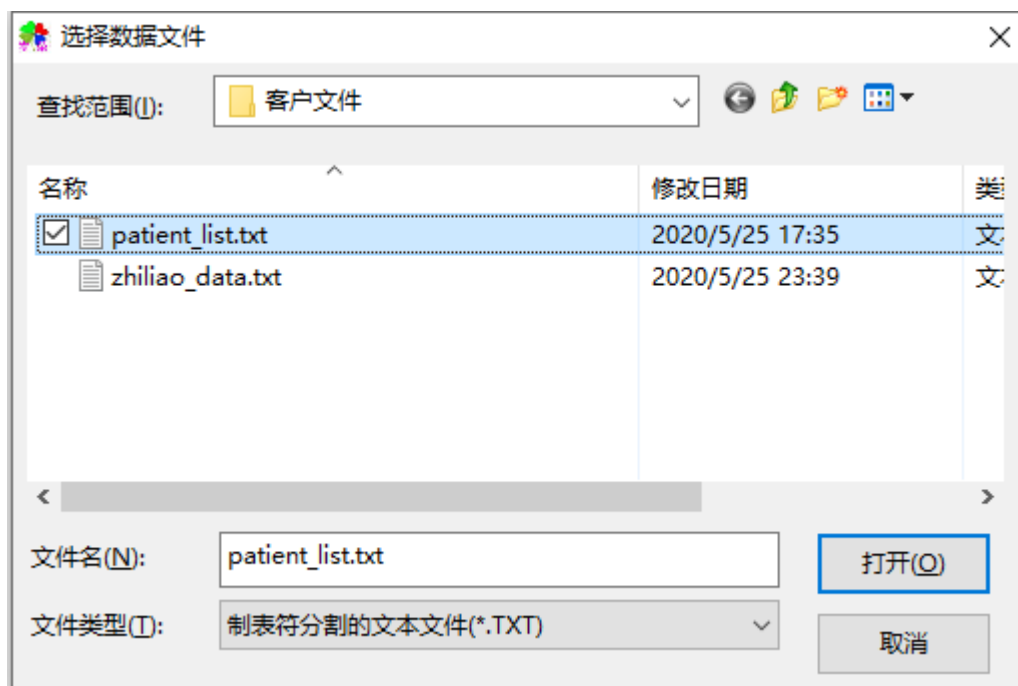 选择数据文件
查找范围(I): 客户文件
名称 修改日期
patient_list.txt 2020/5/25 17:35 文
zhiliao_data.txt 2020/5/25 23:39 文
文件名(N): patient_list.txt 打开(O)
文件类型(T): 制表符分割的文本文件(*.TXT)
取消